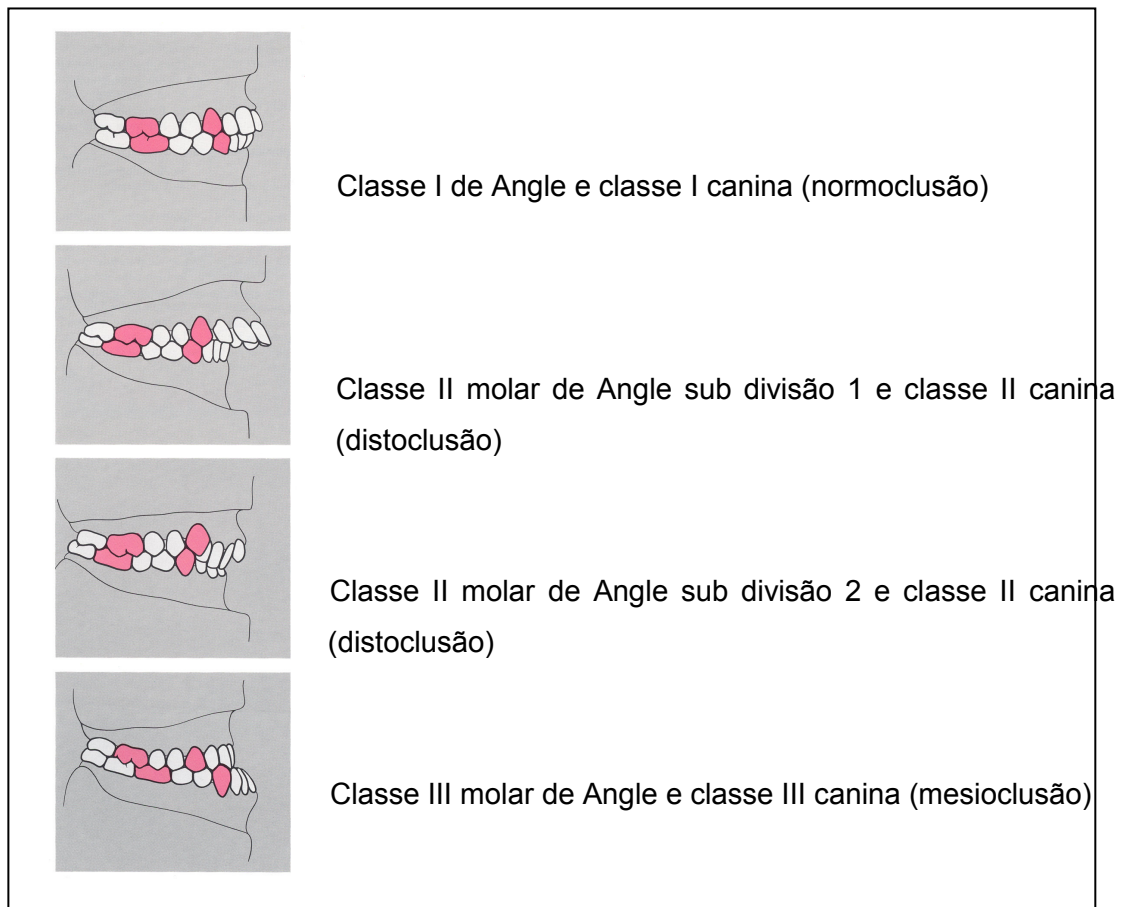 Classe I de Angle e classe I canina (normoclusão)
Classe II molar de Angle sub divisão 1 e classe II canina
(distoclusão)
Classe II molar de Angle sub divisão 2 e classe II canina
(distoclusão)
Classe III molar de Angle e classe III canina (mesioclusão)